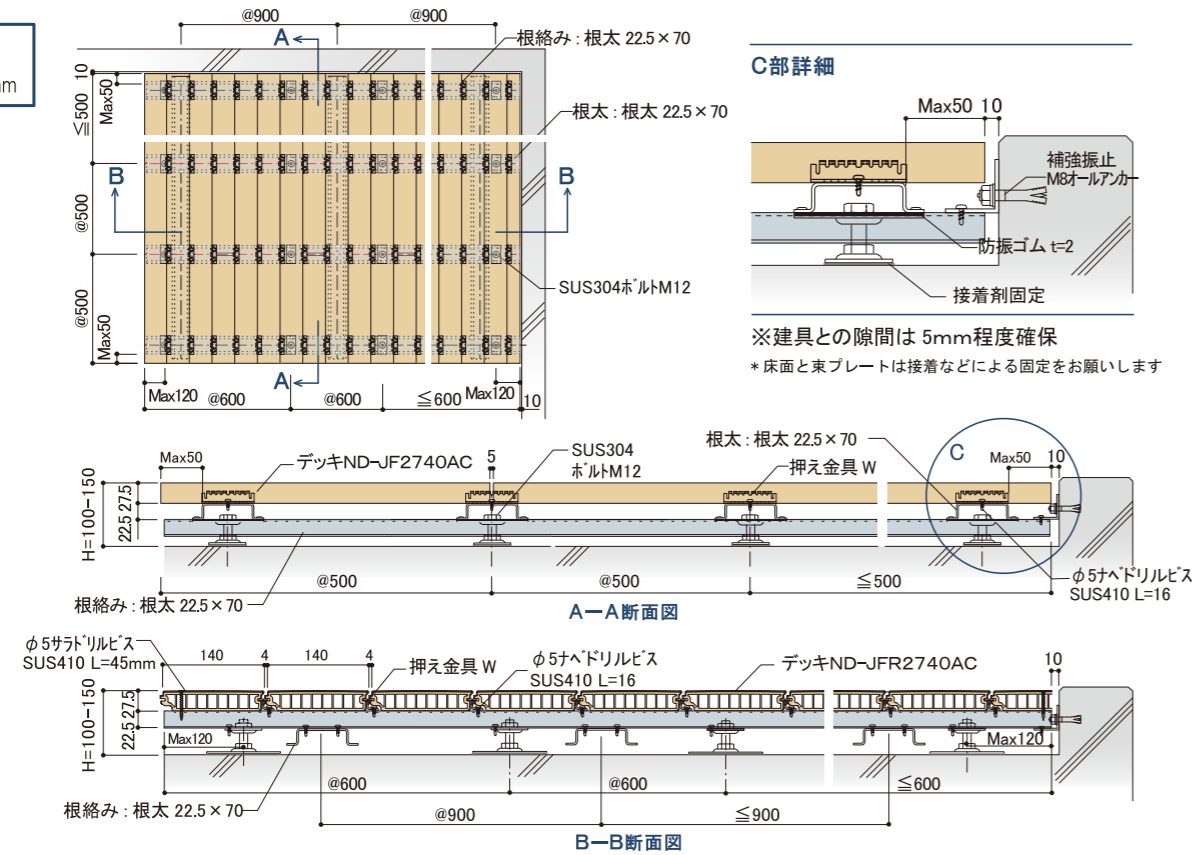 mm
@900
@900
A
A
10
≦500
Max50
@500
@500
Max50
B
B
根絡み：根太 22.5×70
根太：根太 22.5×70
SUS304ボルトM12
Max120
@600
@600
≦600
Max120
10
C部詳細
Max50
10
補強振止
M8オールアンカー
防振ゴム t=2
接着剤固定
※建具との隙間は 5mm程度確保
* 床面と束プレートは接着などによる固定をお願いします
Max50
デッキND-JF2740AC
5
SUS304
ボルトM12
押え金具 W
根太：根太 22.5×70
C
Max50
10
H=100-150
22.5
27.5
@500
@500
≦500
根絡み：根太 22.5×70
φ5ナベドリルビス
SUS410 L=16
A－A断面図
φ5サラドリルビス
SUS410 L=45mm
140
4
140
4
押え金具 W
φ5ナベドリルビス
SUS410 L=16
デッキND-JFR2740AC
10
H=100-150
22.5
27.5
Max120
Max120
@600
@600
≦600
根絡み：根太 22.5×70
@900
≦900
B－B断面図